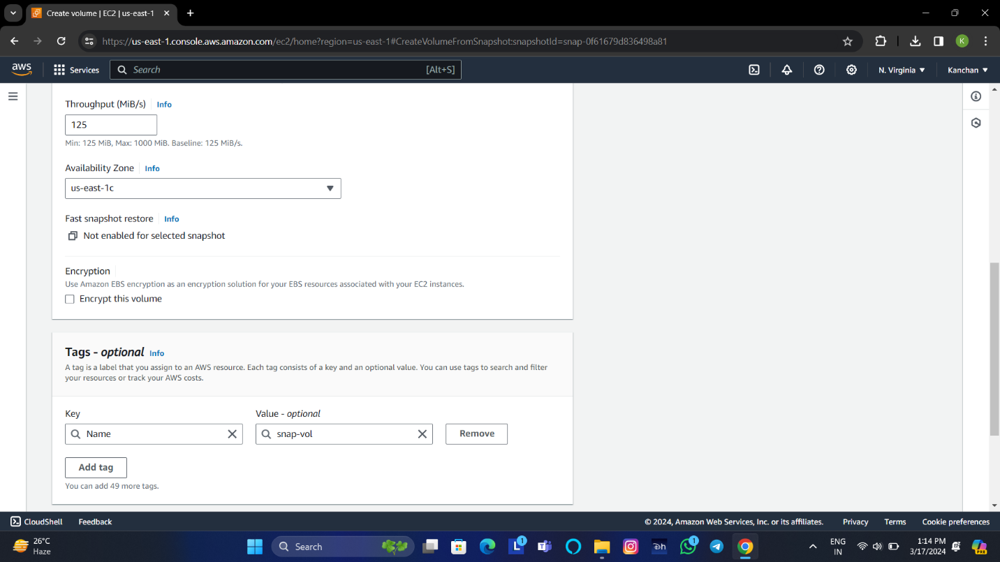 Create volume | EC2 | us-east-1
https://us-east-1.console.aws.amazon.com/ec2/home?region=us-east-1#CreateVolumeFromSnapshot:snapshotId=snap-0f61679d836498a81
K
aws
Services
Search
[Alt+S]
N. Virginia
Kanchan
Throughput (MiB/s)
Info
125
Min: 125 MiB, Max: 1000 MiB. Baseline: 125 MiB/s.
Availability Zone
Info
us-east-1c
Fast snapshot restore
Info
Not enabled for selected snapshot
Encryption
Use Amazon EBS encryption as an encryption solution for your EBS resources associated with your EC2 instances.
Encrypt this volume
Tags - optional Info
A tag is a label that you assign to an AWS resource. Each tag consists of a key and an optional value. You can use tags to search and filter
your resources or track your AWS costs.
Key
Value - optional
Name
snap-vol
Remove
Add tag
You can add 49 more tags.
CloudShell
Feedback
© 2024, Amazon Web Services, Inc. or its affiliates.
Privacy
Terms
Cookie preferences
26°C
Haze
Search
L
1
Dh
1
ENG
IN
1:14 PM
3/17/2024
PRE